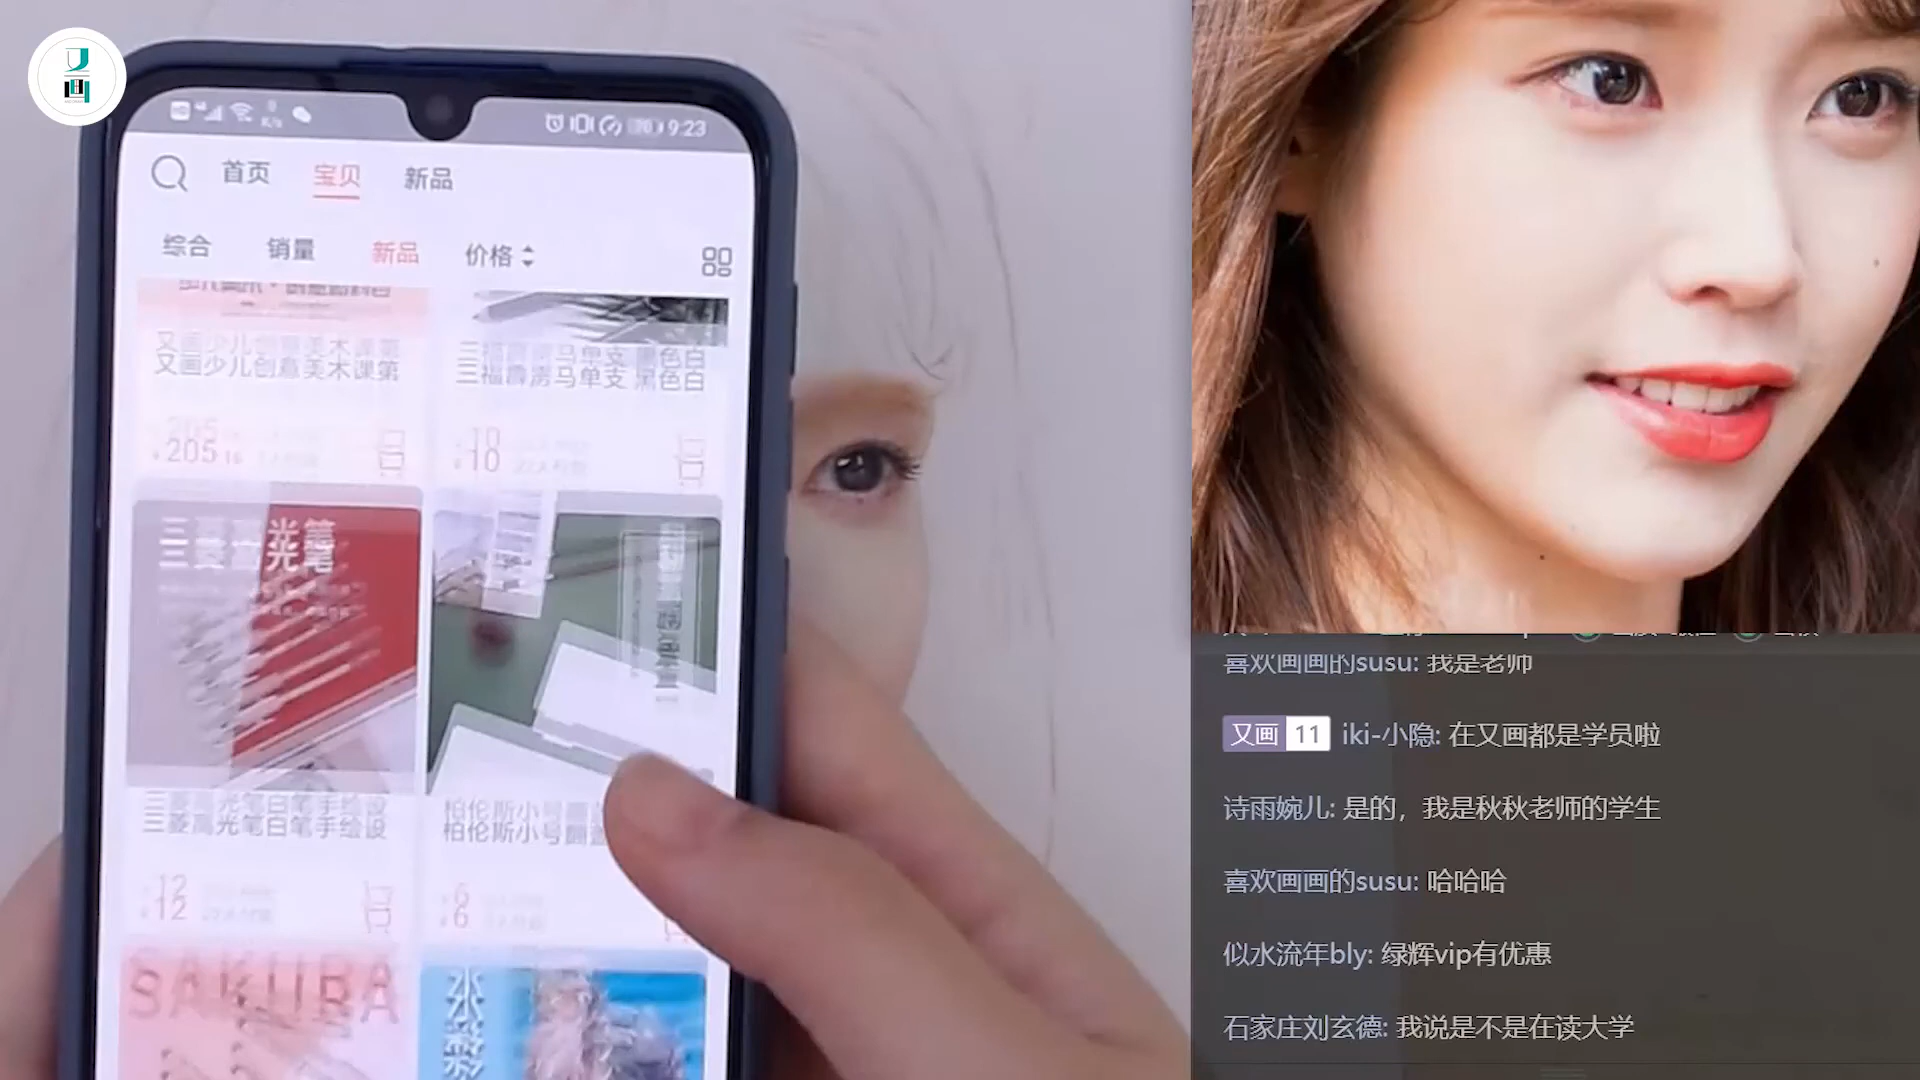 9:23
首页 宝贝 新品
综合 销量 新品 价格
又画少儿创意美术课第
三福霹雳马单支 黑色白
205
18
三菱高光笔
三菱高光笔白笔手绘设
柏伦斯小号翻盖
12
6
SAKURA
喜欢画画的susu: 我是老师
又画 11 iki-小隐: 在又画都是学员啦
诗雨婉儿: 是的，我是秋秋老师的学生
喜欢画画的susu: 哈哈哈
似水流年bly: 绿辉vip有优惠
石家庄刘玄德: 我说是不是在读大学